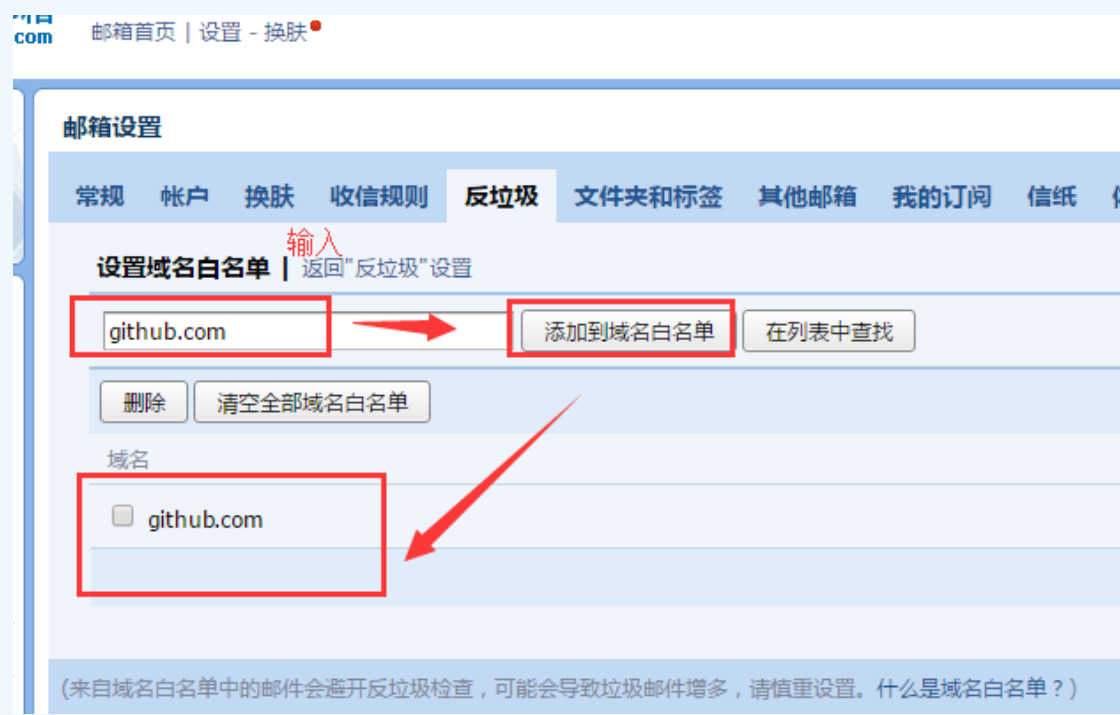 .com
邮箱首页 | 设置 - 换肤
邮箱设置
常规 帐户 换肤 收信规则 反垃圾 文件夹和标签 其他邮箱 我的订阅 信纸
输入
设置域名白名单 | 返回"反垃圾"设置
github.com 添加到域名白名单 在列表中查找
删除 清空全部域名白名单
域名
github.com
(来自域名白名单中的邮件会避开反垃圾检查，可能会导致垃圾邮件增多，请慎重设置。什么是域名白名单？)